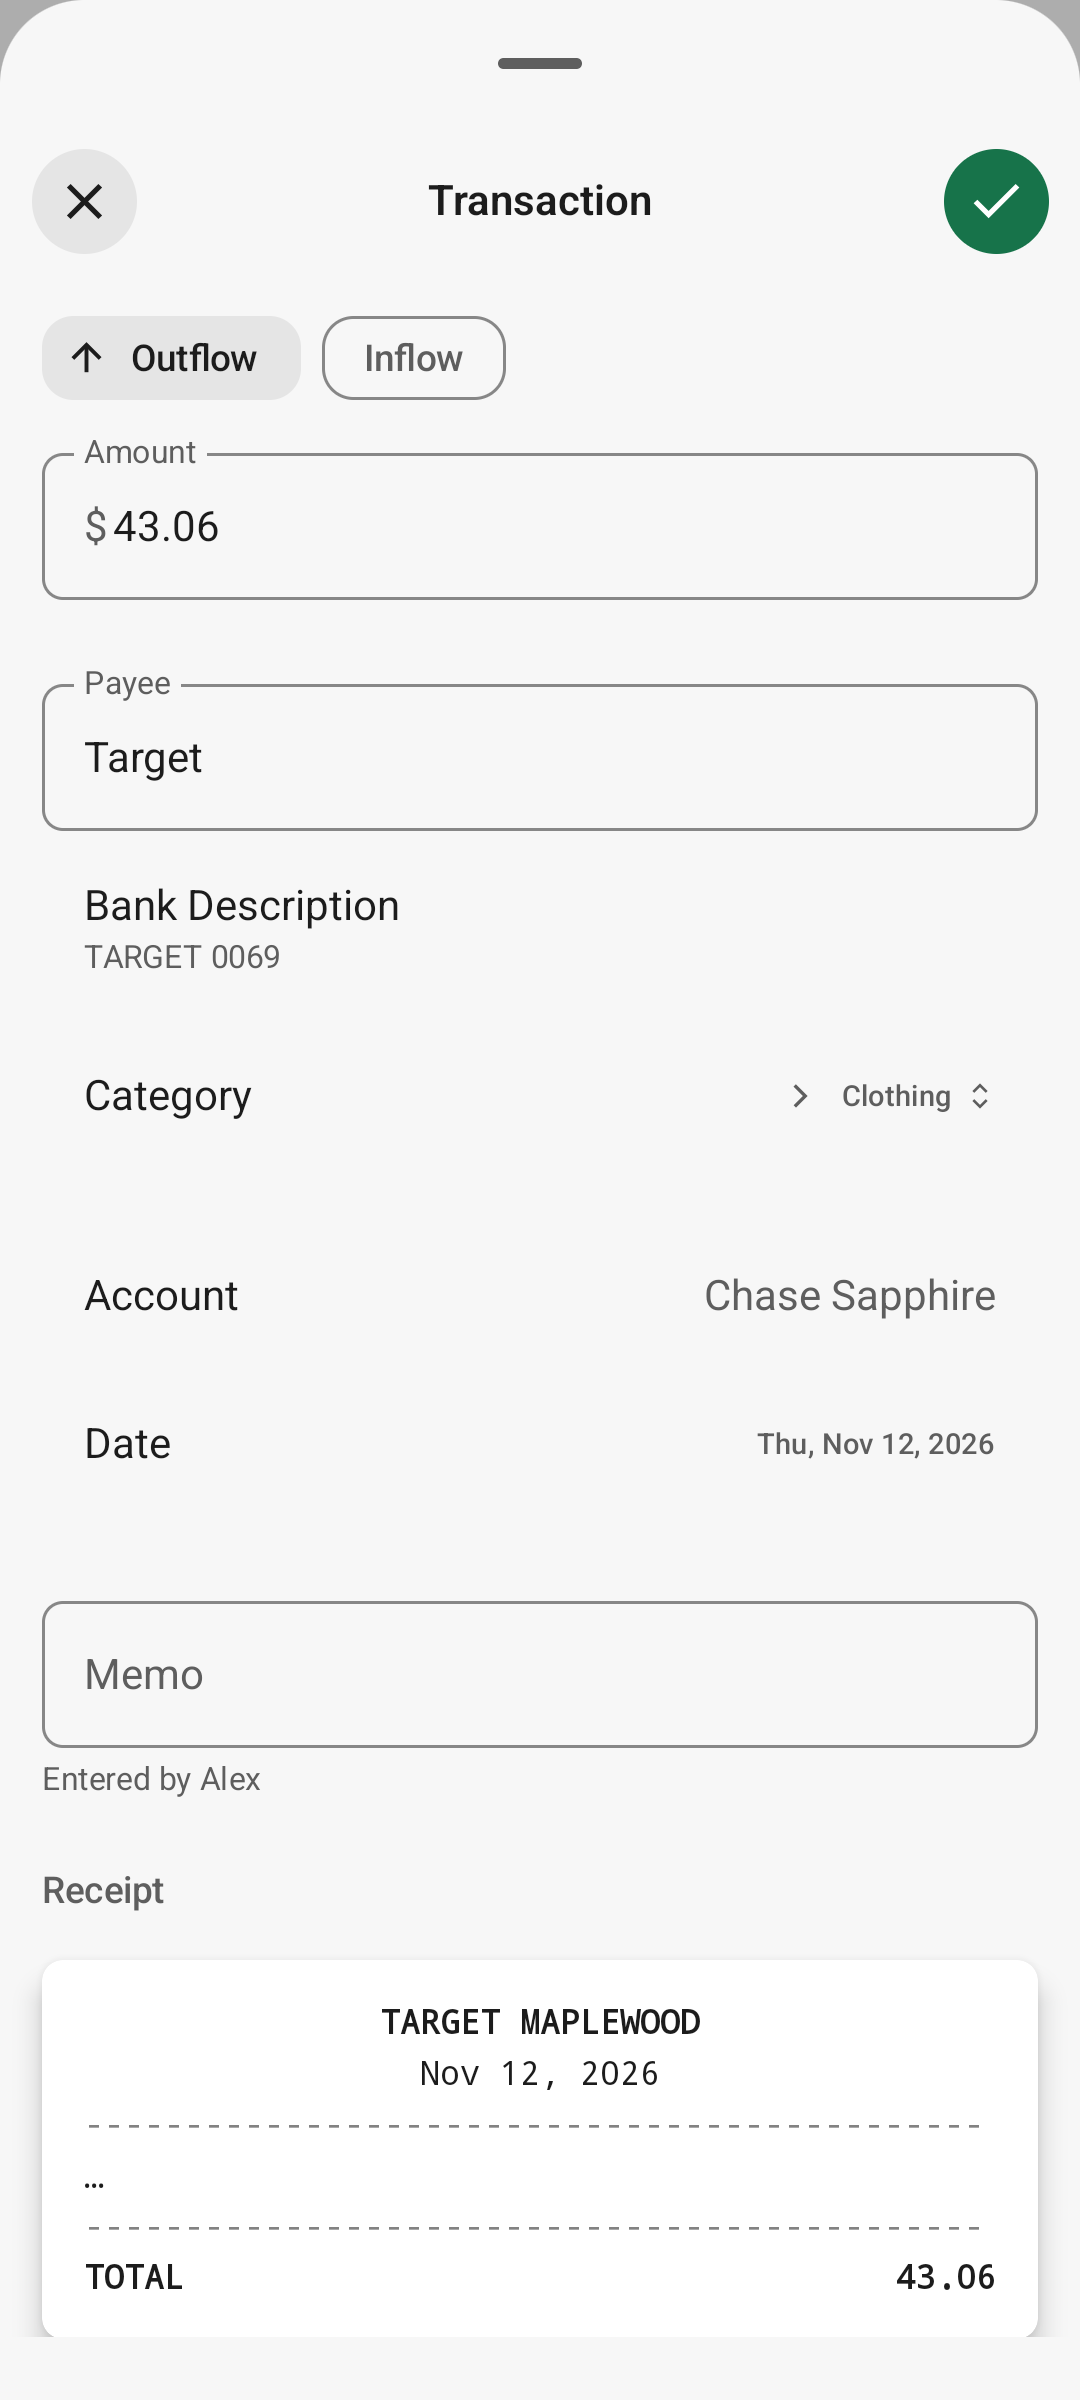 Transaction
Outflow
Inflow
Amount
$ 43.06
Payee
Target
Bank Description
TARGET 0069
Category
Clothing
Account
Chase Sapphire
Date
Thu, Nov 12, 2026
Memo
Entered by Alex
Receipt
TARGET MAPLEWOOD
Nov 12, 2026
…
TOTAL 43.06